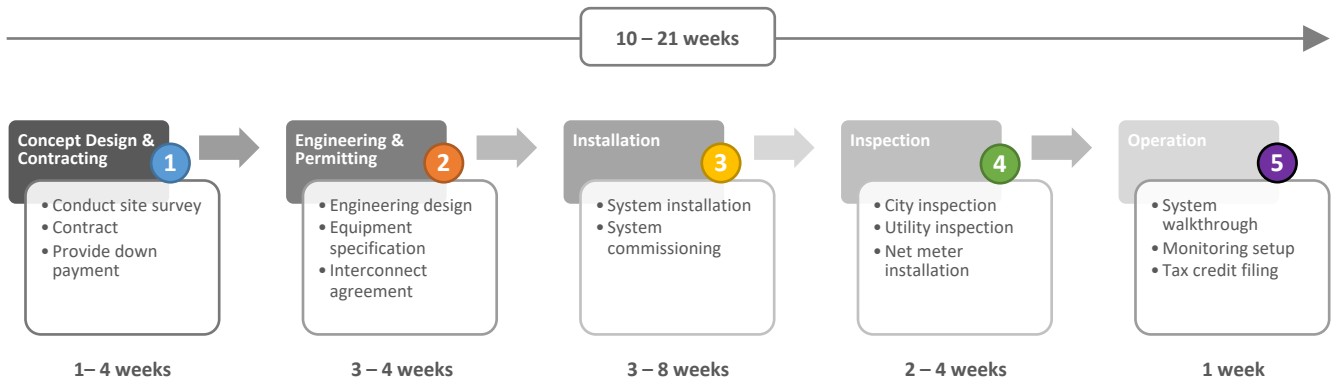 10 – 21 weeks
Concept Design &
Contracting
1
• Conduct site survey
• Contract
• Provide down
payment
1– 4 weeks
Engineering &
Permitting
2
• Engineering design
• Equipment
specification
• Interconnect
agreement
3 – 4 weeks
Installation
3
• System installation
• System
commissioning
3 – 8 weeks
Inspection
4
• City inspection
• Utility inspection
• Net meter
installation
2 – 4 weeks
Operation
5
• System
walkthrough
• Monitoring setup
• Tax credit filing
1 week